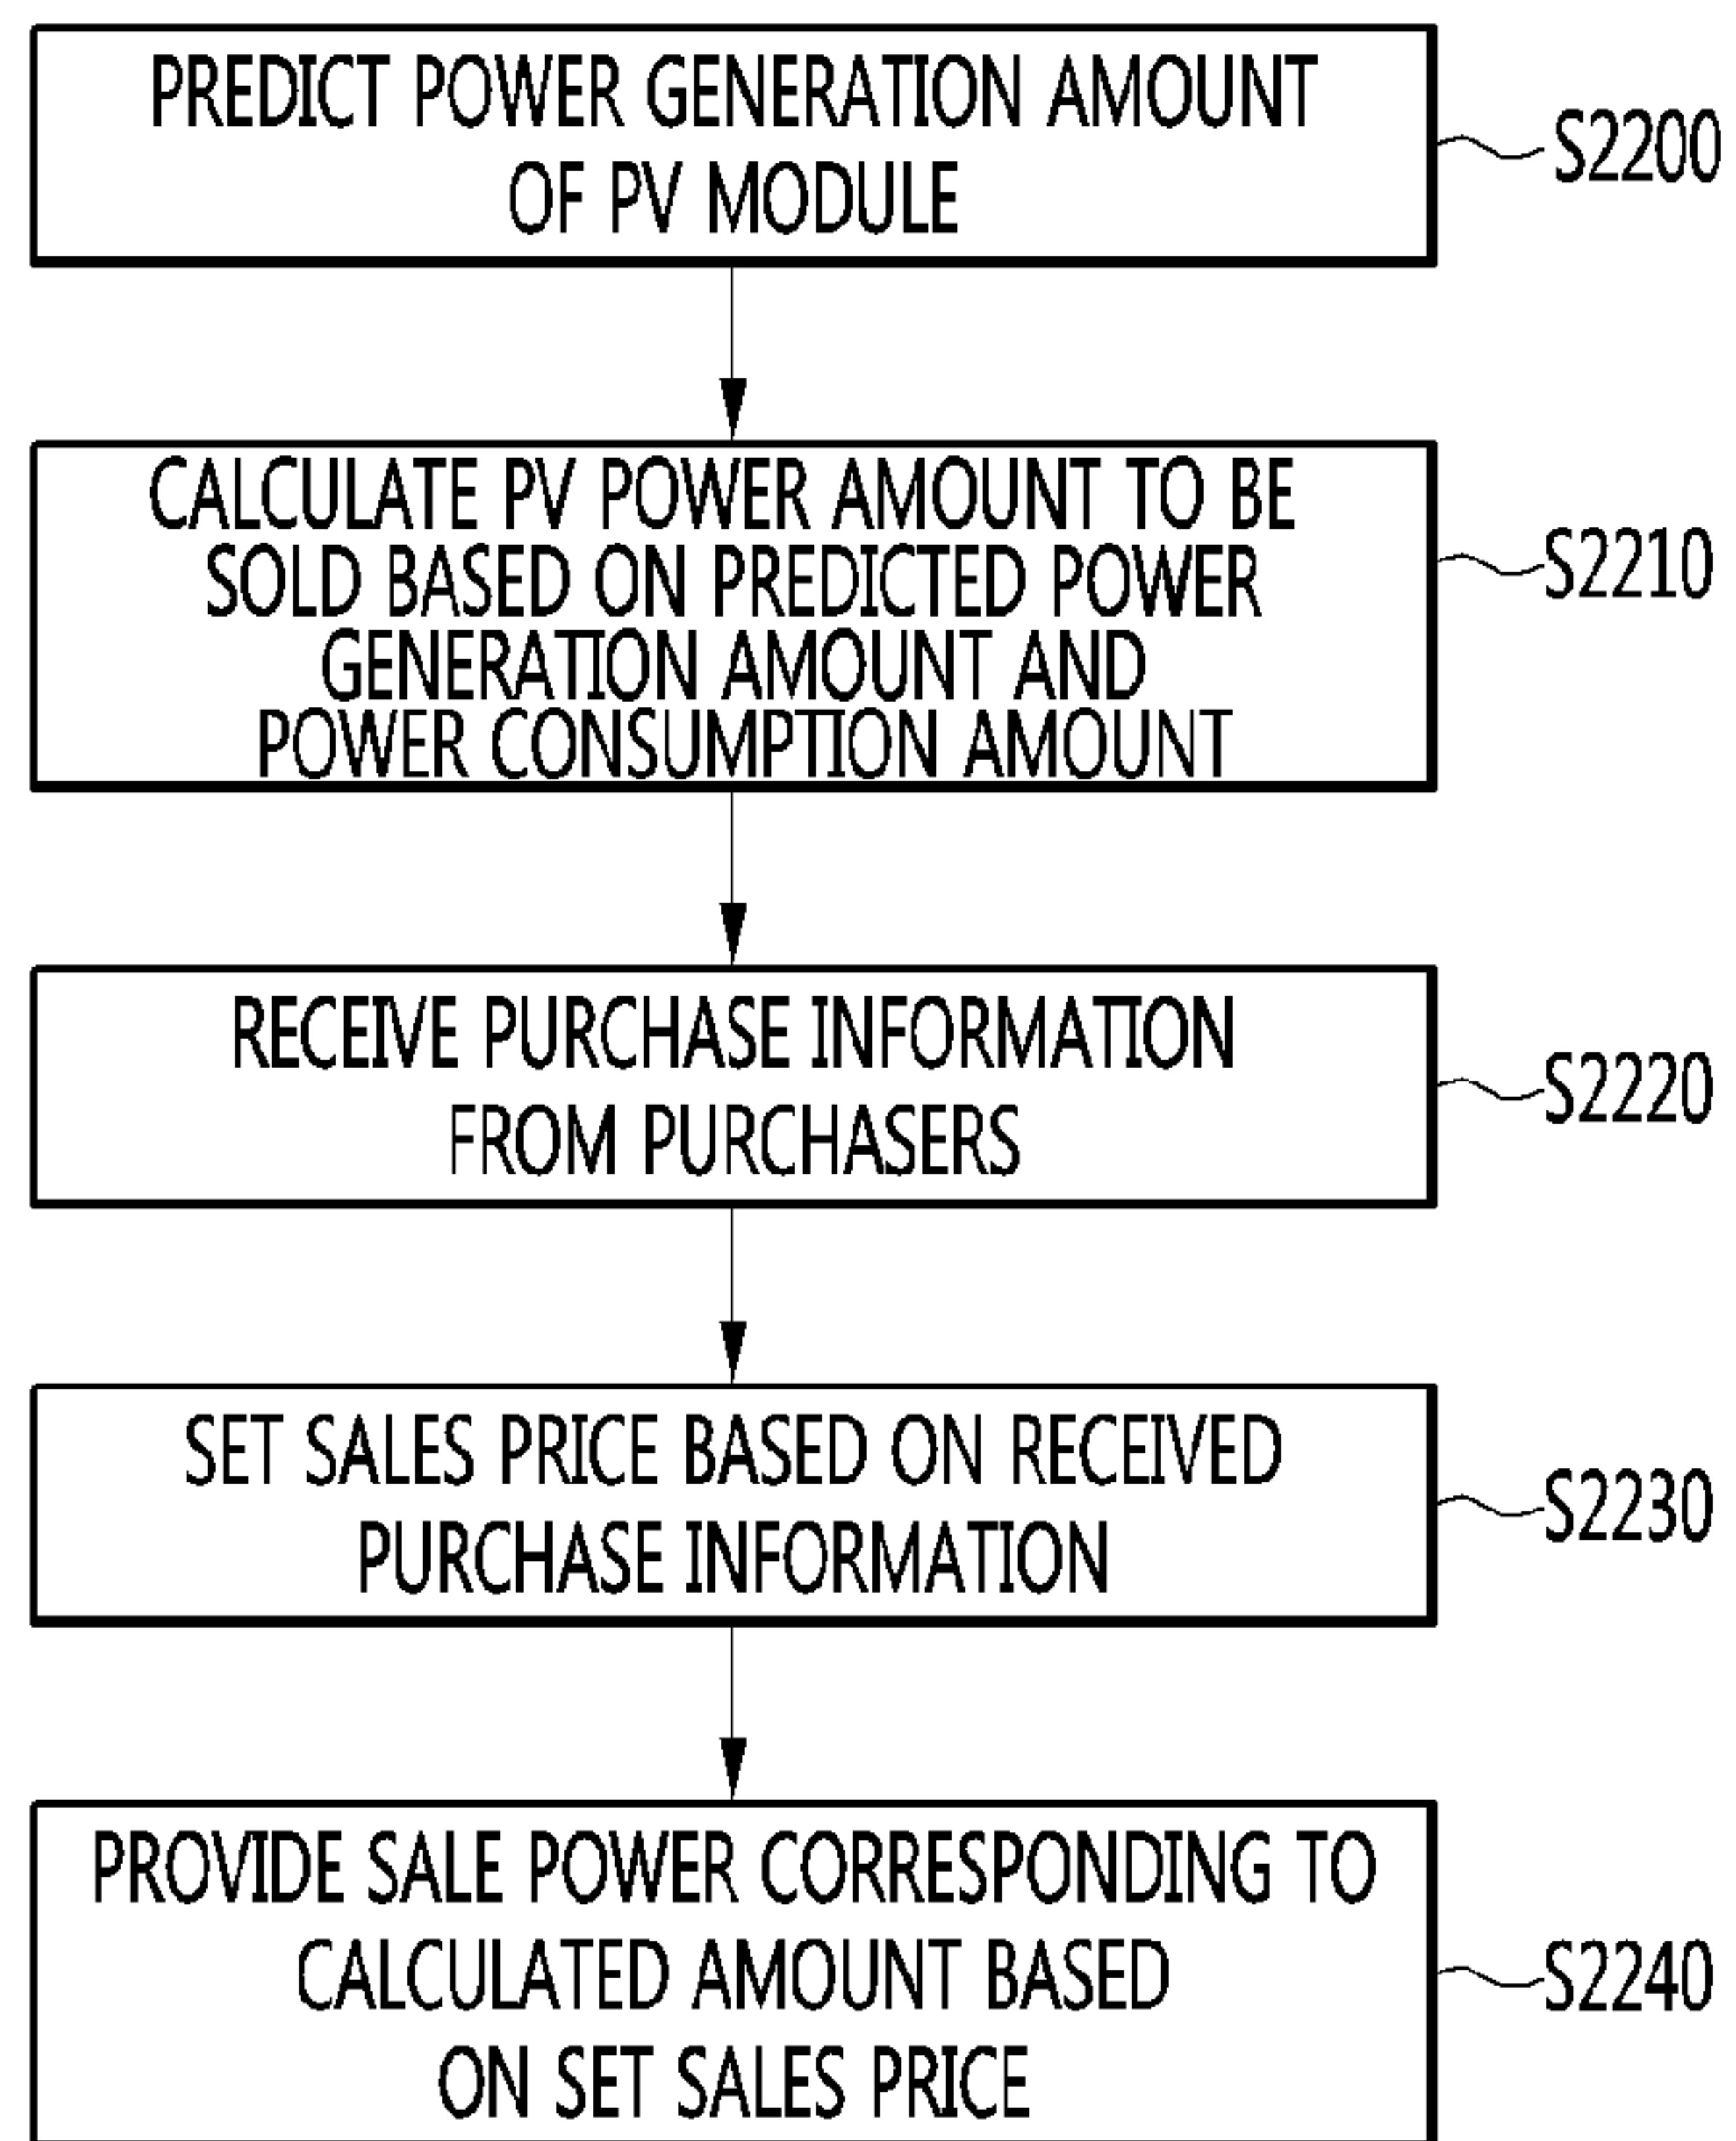 PREDICT POWER GENERATION AMOUNT
OF PV MODULE
S2200
CALCULATE PV POWER AMOUNT TO BE
SOLD BASED ON PREDICTED POWER
GENERATION AMOUNT AND
POWER CONSUMPTION AMOUNT
S2210
RECEIVE PURCHASE INFORMATION
FROM PURCHASERS
S2220
SET SALES PRICE BASED ON RECEIVED
PURCHASE INFORMATION
S2230
PROVIDE SALE POWER CORRESPONDING TO
CALCULATED AMOUNT BASED
ON SET SALES PRICE
S2240